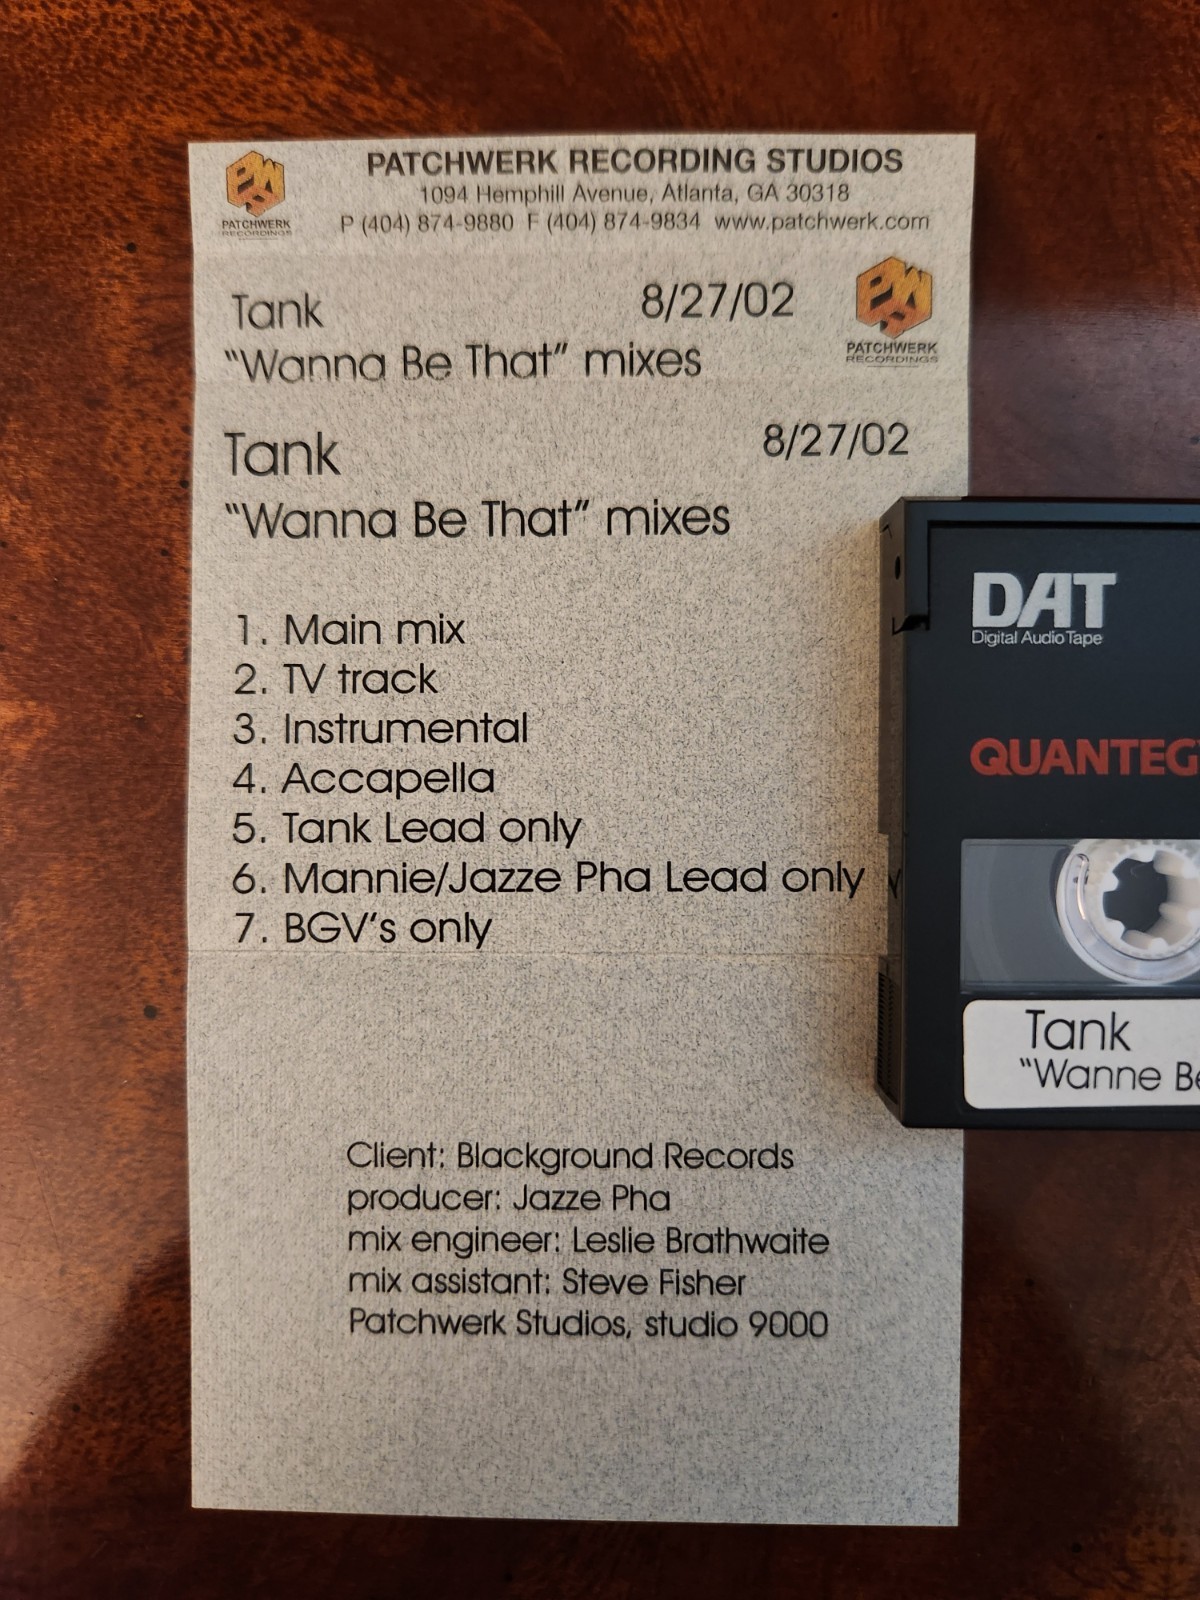 PATCHWERK RECORDING STUDIOS
1094 Hemphill Avenue, Atlanta, GA 30318
P (404) 874-9880 F (404) 874-9834 www.patchwerk.com
PW
PATCHWERK
RECORDINGS
Tank 8/27/02
"Wanna Be That" mixes
PW
PATCHWERK
RECORDINGS
Tank 8/27/02
"Wanna Be That" mixes
1. Main mix
2. TV track
3. Instrumental
4. Accapella
5. Tank Lead only
6. Mannie/Jazze Pha Lead only
7. BGV's only
Client: Blackground Records
producer: Jazze Pha
mix engineer: Leslie Brathwaite
mix assistant: Steve Fisher
Patchwerk Studios, studio 9000
DAT
Digital Audio Tape
QUANTEG
Tank
"Wanne Be